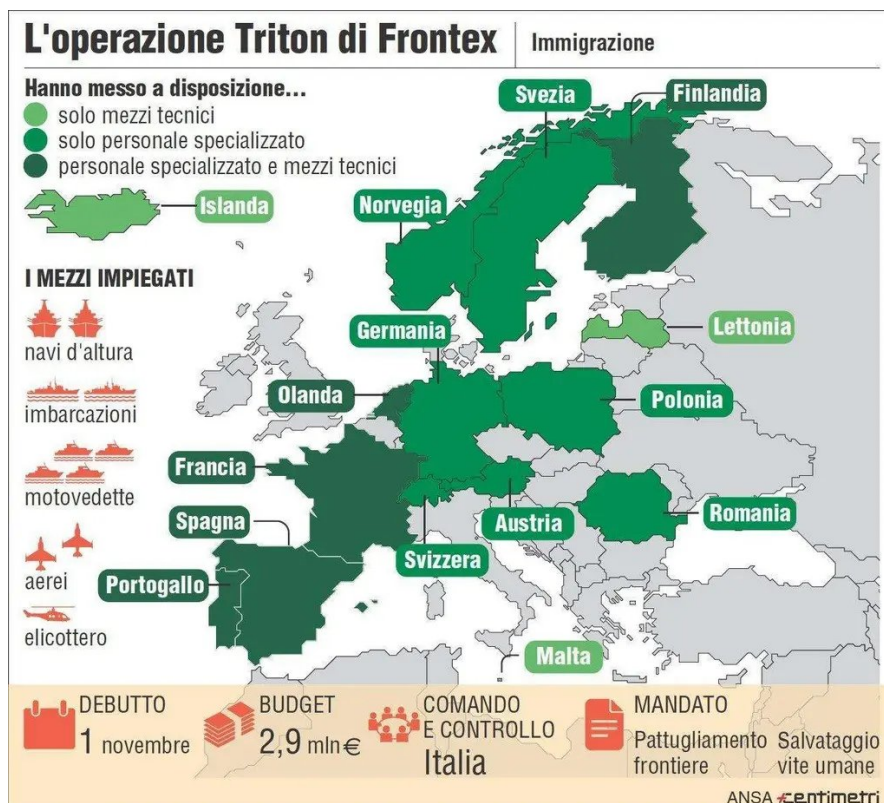 L'operazione Triton di Frontex
Immigrazione
Hanno messo a disposizione...
solo mezzi tecnici
solo personale specializzato
personale specializzato e mezzi tecnici
Svezia
Finlandia
Islanda
Norvegia
I MEZZI IMPIEGATI
navi d'altura
imbarcazioni
motovedette
aerei
elicottero
Germania
Lettonia
Olanda
Polonia
Francia
Spagna
Austria
Romania
Svizzera
Portogallo
Malta
DEBUTTO
1 novembre
BUDGET
2,9 mln €
COMANDO
E CONTROLLO
Italia
MANDATO
Pattugliamento
frontiere
Salvataggio
vite umane
ANSA centimetri